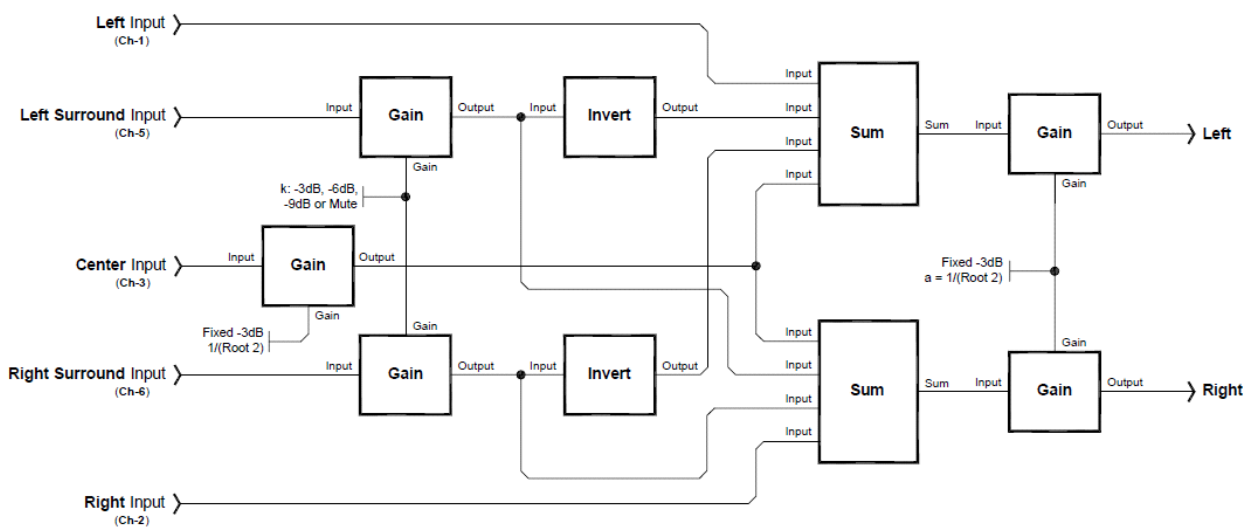 Left Input
(Ch-1)
Input
Left Surround Input
(Ch-5)
Input
Gain
Output
Input
Invert
Output
Input
Input
Sum
Sum
Input
Gain
Output
Left
Gain
Gain
k: -3dB, -6dB,
-9dB or Mute
Input
Center Input
(Ch-3)
Input
Gain
Output
Fixed -3dB
a = 1/(Root 2)
Gain
Fixed -3dB
1/(Root 2)
Gain
Input
Gain
Right Surround Input
(Ch-6)
Input
Gain
Output
Input
Invert
Output
Input
Input
Sum
Sum
Input
Gain
Output
Right
Input
Right Input
(Ch-2)